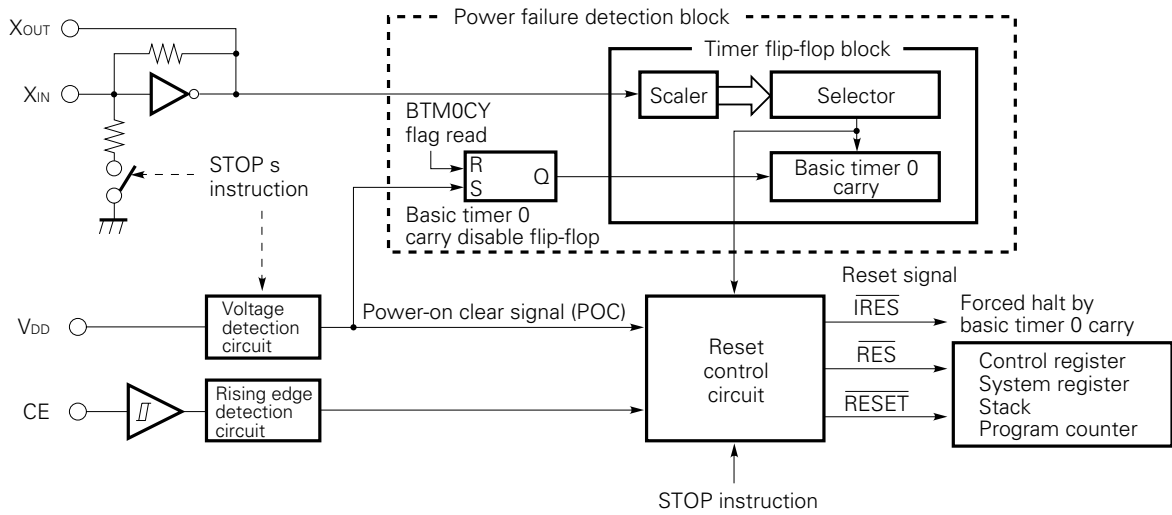 Power failure detection block
XOUT
Timer flip-flop block
XIN
Scaler
Selector
BTM0CY
flag read
R
S
Q
Basic timer 0
carry
STOP s
instruction
Basic timer 0
carry disable flip-flop
Reset signal
VDD
Voltage
detection
circuit
Power-on clear signal (POC)
Reset
control
circuit
IRES
Forced halt by
basic timer 0 carry
RES
RESET
Control register
System register
Stack
Program counter
CE
Rising edge
detection
circuit
STOP instruction